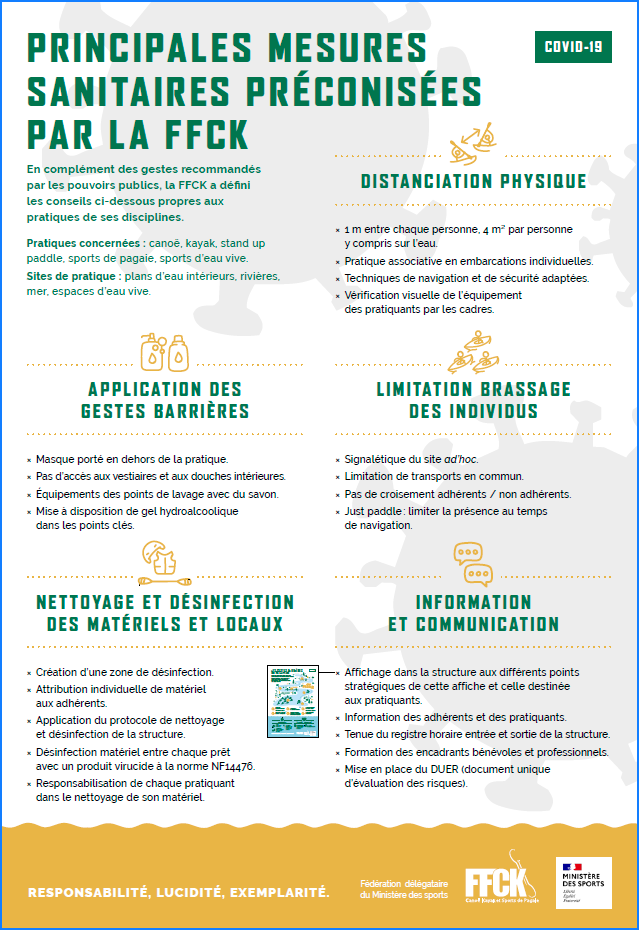 PRINCIPALES MESURES
SANITAIRES PRÉCONISÉES
PAR LA FFCK
COVID-19
En complément des gestes recommandés
par les pouvoirs publics, la FFCK a défini
les conseils ci-dessous propres aux
pratiques de ses disciplines.
Pratiques concernées : canoë, kayak, stand up
paddle, sports de pagaie, sports d'eau vive.
Sites de pratique : plans d'eau intérieurs, rivières,
mer, espaces d'eau vive.
DISTANCIATION PHYSIQUE
× 1 m entre chaque personne, 4 m² par personne
y compris sur l'eau.
× Pratique associative en embarcations individuelles.
× Techniques de navigation et de sécurité adaptées.
× Vérification visuelle de l'équipement
des pratiquants par les cadres.
APPLICATION DES
GESTES BARRIÈRES
× Masque porté en dehors de la pratique.
× Pas d'accès aux vestiaires et aux douches intérieures.
× Équipements des points de lavage avec du savon.
× Mise à disposition de gel hydroalcoolique
dans les points clés.
LIMITATION BRASSAGE
DES INDIVIDUS
× Signalétique du site ad'hoc.
× Limitation de transports en commun.
× Pas de croisement adhérents / non adhérents.
× Just paddle : limiter la présence au temps
de navigation.
NETTOYAGE ET DÉSINFECTION
DES MATÉRIELS ET LOCAUX
× Création d'une zone de désinfection.
× Attribution individuelle de matériel
aux adhérents.
× Application du protocole de nettoyage
et désinfection de la structure.
× Désinfection matériel entre chaque prêt
avec un produit virucide à la norme NF14476.
× Responsabilisation de chaque pratiquant
dans le nettoyage de son matériel.
INFORMATION
ET COMMUNICATION
× Affichage dans la structure aux différents points
stratégiques de cette affiche et celle destinée
aux pratiquants.
× Information des adhérents et des pratiquants.
× Tenue du registre horaire entrée et sortie de la structure.
× Formation des encadrants bénévoles et professionnels.
× Mise en place du DUER (document unique
d'évaluation des risques).
RESPONSABILITÉ, LUCIDITÉ, EXEMPLARITÉ.
Fédération délégataire
du Ministère des sports
FFCK
Canoë Kayak et Sports de Pagaie
MINISTÈRE
DES SPORTS
Liberté
Égalité
Fraternité